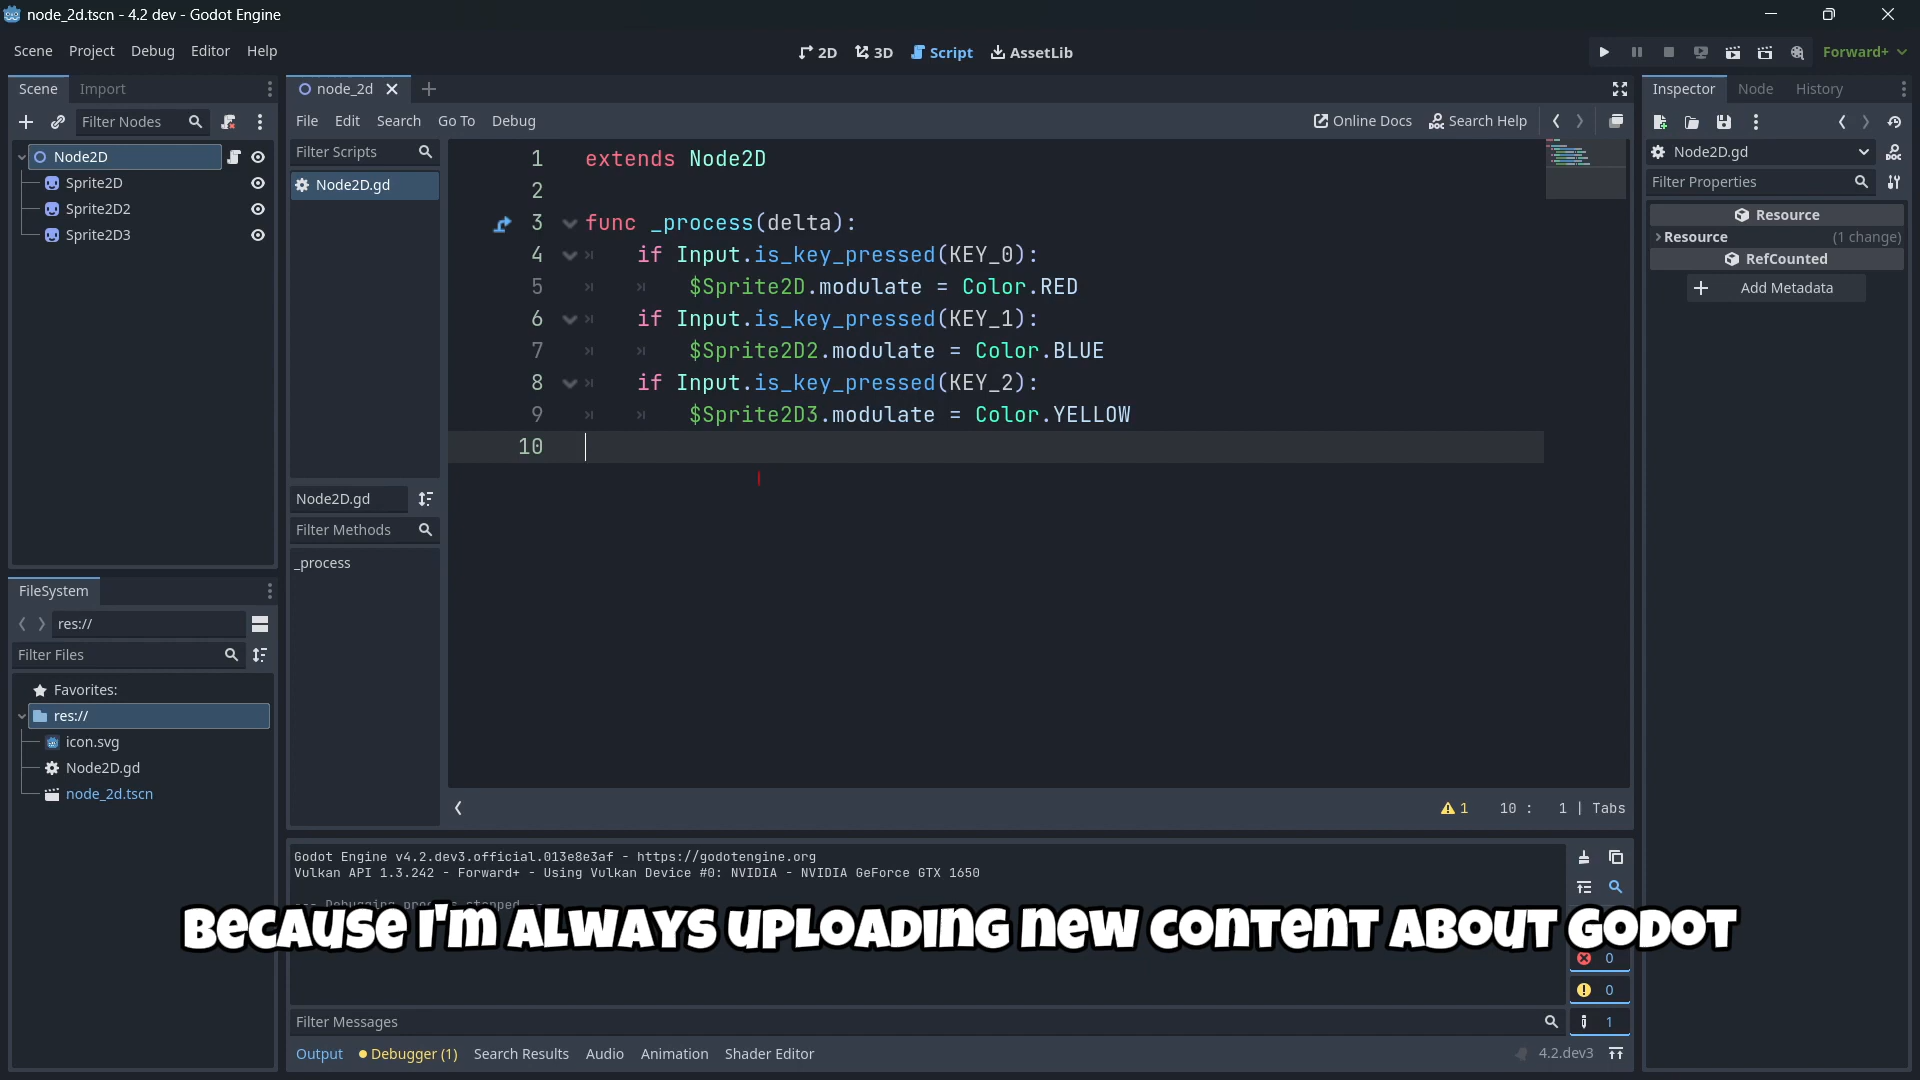 node_2d.tscn - 4.2 dev - Godot Engine
Scene Project Debug Editor Help
2D 3D Script AssetLib
Forward+
Scene Import
Filter Nodes
Node2D
Sprite2D
Sprite2D2
Sprite2D3
FileSystem
res://
Filter Files
Favorites:
res://
icon.svg
Node2D.gd
node_2d.tscn
node_2d
File Edit Search Go To Debug
Online Docs Search Help
Filter Scripts
Node2D.gd
Node2D.gd
Filter Methods
_process
1 extends Node2D
2
3 func _process(delta):
4 if Input.is_key_pressed(KEY_0):
5 $Sprite2D.modulate = Color.RED
6 if Input.is_key_pressed(KEY_1):
7 $Sprite2D2.modulate = Color.BLUE
8 if Input.is_key_pressed(KEY_2):
9 $Sprite2D3.modulate = Color.YELLOW
10
1 10 : 1 | Tabs
Godot Engine v4.2.dev3.official.013e8e3af - https://godotengine.org
Vulkan API 1.3.242 - Forward+ - Using Vulkan Device #0: NVIDIA - NVIDIA GeForce GTX 1650
--- Debugging process stopped --
Because I'm always uploading new content about Godot
0
0
1
Filter Messages
Output Debugger (1) Search Results Audio Animation Shader Editor
4.2.dev3
Inspector Node History
Node2D.gd
Filter Properties
Resource
Resource (1 change)
RefCounted
Add Metadata